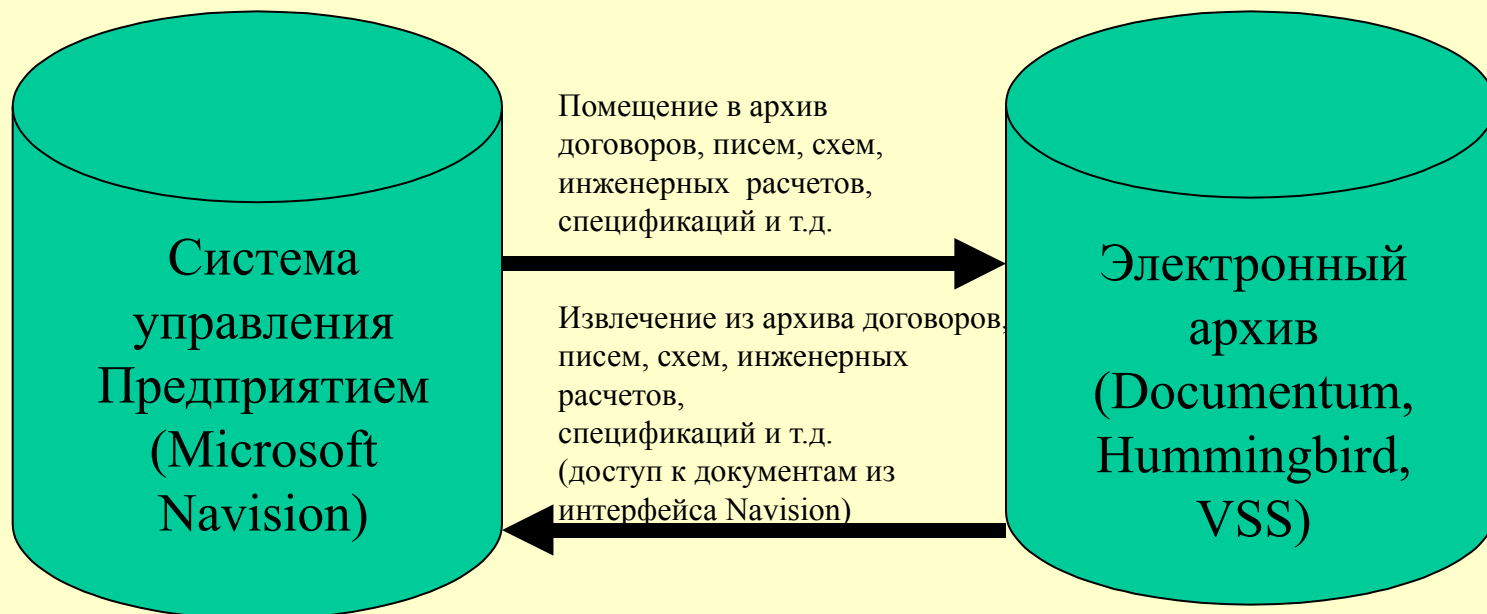 Система
управления
Предприятием
(Microsoft
Navision)
Помещение в архив
договоров, писем, схем,
инженерных расчетов,
спецификаций и т.д.
Извлечение из архива договоров,
писем, схем, инженерных
расчетов,
спецификаций и т.д.
(доступ к документам из
интерфейса Navision)
Электронный
архив
(Documentum,
Hummingbird,
VSS)